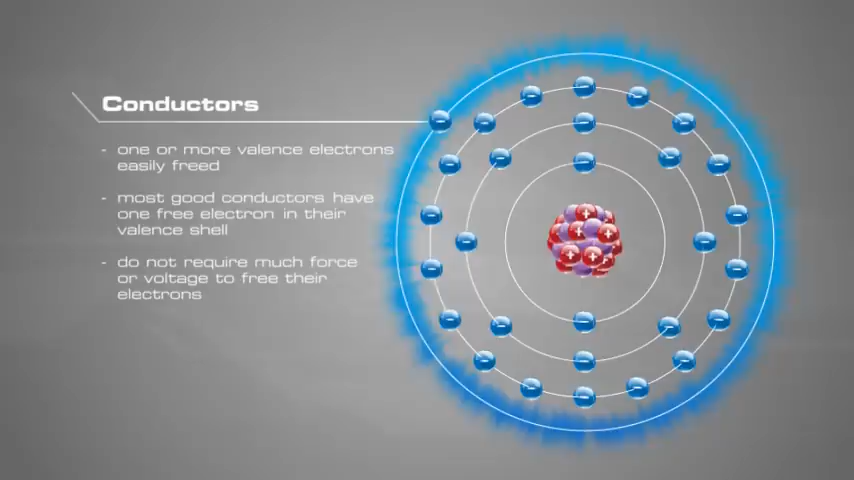 Conductors
- one or more valence electrons
easily freed
- most good conductors have
one free electron in their
valence shell
- do not require much force
or voltage to free their
electrons